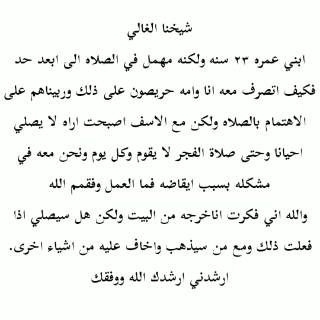 شيخنا الغالي
ابني عمره ٢٣ سنه ولكنه مهمل في الصلاه الى ابعد حد
فكيف اتصرف معه انا وامه حريصون على ذلك وربيناهم على
الاهتمام بالصلاه ولكن مع الاسف اصبحت اراه لا يصلي
احيانا وحتى صلاة الفجر لا يقوم وكل يوم ونحن معه في
مشكله بسبب ايقاضه فما العمل وفقمم الله
والله اني فكرت اناخرجه من البيت ولكن هل سيصلي اذا
فعلت ذلك ومع من سيذهب واخاف عليه من اشياء اخرى.
ارشدني ارشدك الله ووفقك